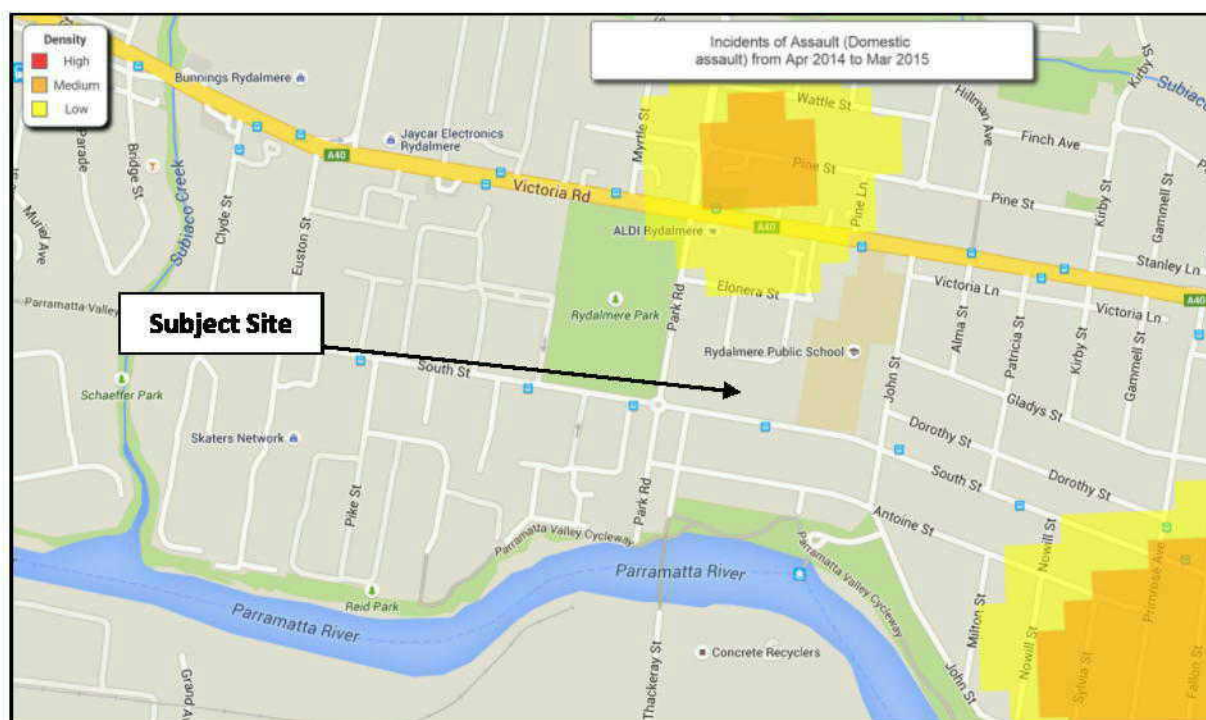 Density
High
Medium
Low
Incidents of Assault (Domestic
assault) from Apr 2014 to Mar 2015
Bunnings Rydalmere
Jaycar Electronics
Rydalmere
A40
Victoria Rd
Myrtle St
Wattle St
Pine St
Pine Ln
Hillman Ave
Finch Ave
Kirby St
Subiaco
Parade
Bridge St
Muriel Ave
Subiaco Creek
Clyde St
Euston St
Pine St
Kirby St
Gammell St
Stanley Ln
ALDI Rydalmere
A40
Elonera St
Victoria Ln
Victoria Ln
A40
Parramatta Valley
Subject Site
Rydalmere Park
Park Rd
Rydalmere Public School
John St
Alma St
Patricia St
Kirby St
Gammell St
South St
Schaeffer Park
Skaters Network
Gladys St
Dorothy St
Dorothy St
South St
Pike St
Park Rd
Antoine St
Parramatta Valley Cycleway
Parramatta River
Parramatta Valley Cycleway
Nowill St
Primrose Ave
Reid Park
Parramatta River
Milton St
Nowill St
Sylvia St
Fallon St
Concrete Recyclers
Thackeray St
John St
Grand A